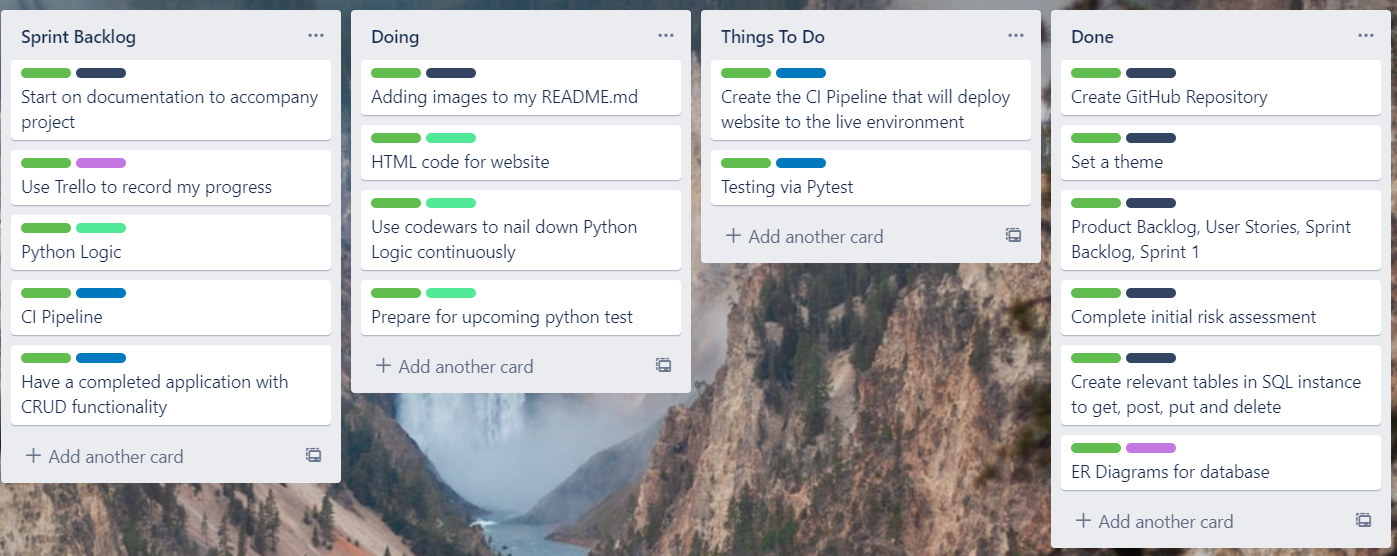 Sprint Backlog
Start on documentation to accompany
project
Use Trello to record my progress
Python Logic
CI Pipeline
Have a completed application with
CRUD functionality
+ Add another card
Doing
Adding images to my README.md
HTML code for website
Use codewars to nail down Python
Logic continuously
Prepare for upcoming python test
+ Add another card
Things To Do
Create the CI Pipeline that will deploy
website to the live environment
Testing via Pytest
+ Add another card
Done
Create GitHub Repository
Set a theme
Product Backlog, User Stories, Sprint
Backlog, Sprint 1
Complete initial risk assessment
Create relevant tables in SQL instance
to get, post, put and delete
ER Diagrams for database
+ Add another card